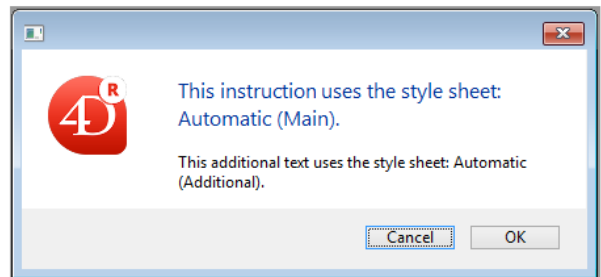 4D
R
This instruction uses the style sheet:
Automatic (Main).
This additional text uses the style sheet: Automatic
(Additional).
Cancel
OK